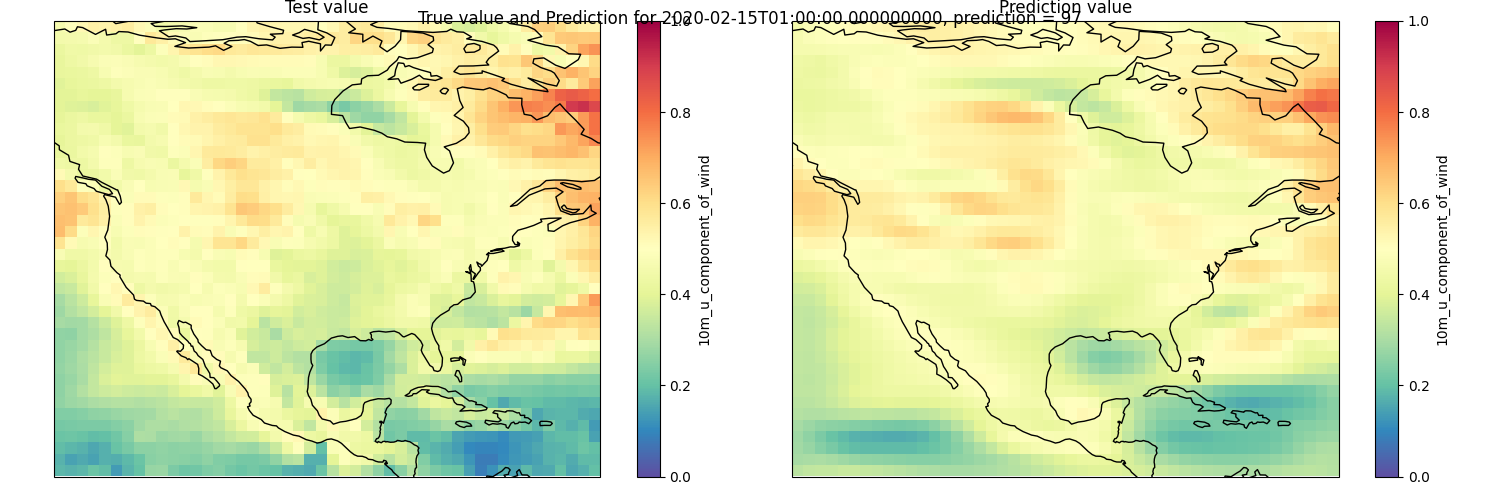 Test value
True value and Prediction for 2020-02-15T01:00:00.000000000, prediction = 97
Prediction value
1.0
0.8
0.6
0.4
0.2
0.0
10m_u_component_of_wind
1.0
0.8
0.6
0.4
0.2
0.0
10m_u_component_of_wind